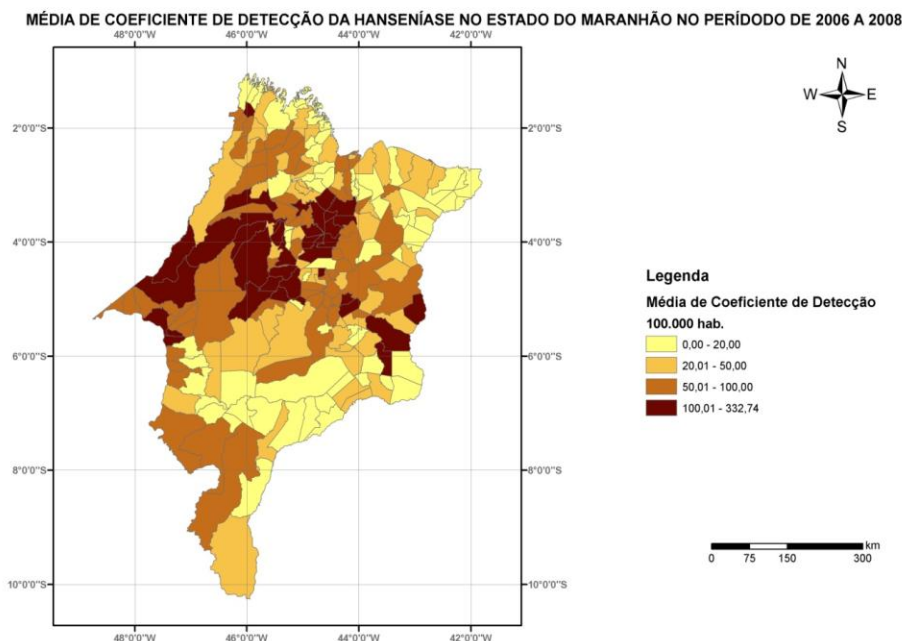 MÉDIA DE COEFICIENTE DE DETECÇÃO DA HANSENÍASE NO ESTADO DO MARANHÃO NO PERÍDODO DE 2006 A 2008
48°0'0"W 46°0'0"W 44°0'0"W 42°0'0"W
N
W E
S
2°0'0"S 2°0'0"S
4°0'0"S 4°0'0"S
Legenda
Média de Coeficiente de Detecção
100.000 hab.
0,00 - 20,00
20,01 - 50,00
50,01 - 100,00
100,01 - 332,74
6°0'0"S 6°0'0"S
8°0'0"S 8°0'0"S
km
0 75 150 300
10°0'0"S 10°0'0"S
48°0'0"W 46°0'0"W 44°0'0"W 42°0'0"W